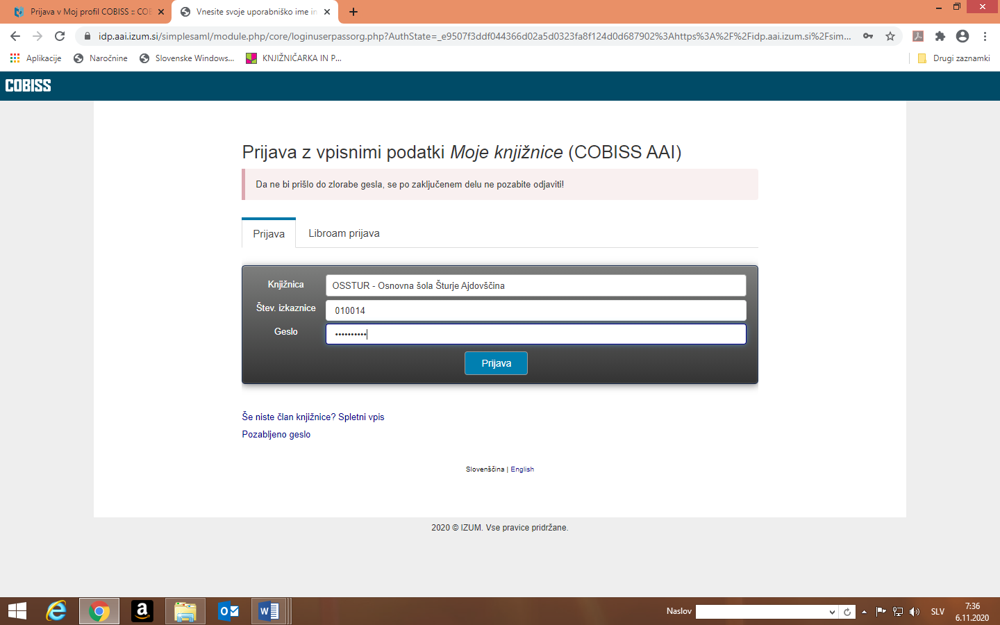 Prijava v Moj profil COBISS :: COB
Vnesite svoje uporabniško ime in
idp.aai.izum.si/simplesaml/module.php/core/loginuserpassorg.php?AuthState=_e9507f3ddf044366d02a5d0323fa8f124d0d687902%3Ahttps%3A%2F%2Fidp.aai.izum.si%2Fsim...
Aplikacije
Naročnine
Slovenske Windows...
KNJIŽNIČARKA IN P...
Drugi zaznamki
COBISS
Prijava z vpisnimi podatki Moje knjižnice (COBISS AAI)
Da ne bi prišlo do zlorabe gesla, se po zaključenem delu ne pozabite odjaviti!
Prijava
Libroam prijava
Knjižnica
OSSTUR - Osnovna šola Šturje Ajdovščina
Štev. izkaznice
010014
Geslo
••••••••••
Prijava
Še niste član knjižnice? Spletni vpis
Pozabljeno geslo
Slovenščina | English
2020 © IZUM. Vse pravice pridržane.
Naslov
SLV
7:36
6.11.2020